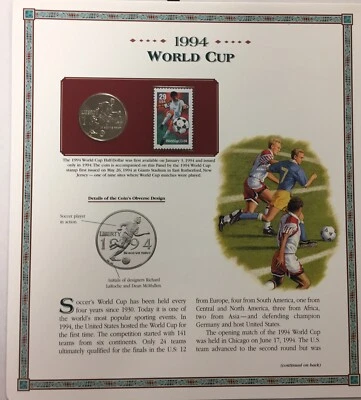 1994
WORLD CUP
29
USA
The 1994 World Cup Half Dollar was first available on January 3, 1994 and issued
only in 1994. The coin is accompanied on this Panel by the 1994 World Cup
stamp first issued on May 26, 1994 at Giants Stadium in East Rutherford, New
Jersey — one of nine sites where World Cup matches were played.
Details of the Coin's Obverse Design
Soccer player
in action.
LIBERTY
1994
Initials of designers Richard
LaRoche and Dean McMullen.
Soccer's World Cup has been held every
four years since 1930. Today it is one of
the world's most popular sporting events. In
1994, the United States hosted the World Cup for
the first time. The competition started with 141
teams from six continents. Only 24 teams
ultimately qualified for the finals in the U.S. 12
from Europe, four from South America, one from
Central and North America, three from Africa,
two from Asia—and defending champion
Germany and host United States.
The opening match of the 1994 World Cup
was held in Chicago on June 17, 1994. The U.S.
team advanced to the second round but was
(continued on back)